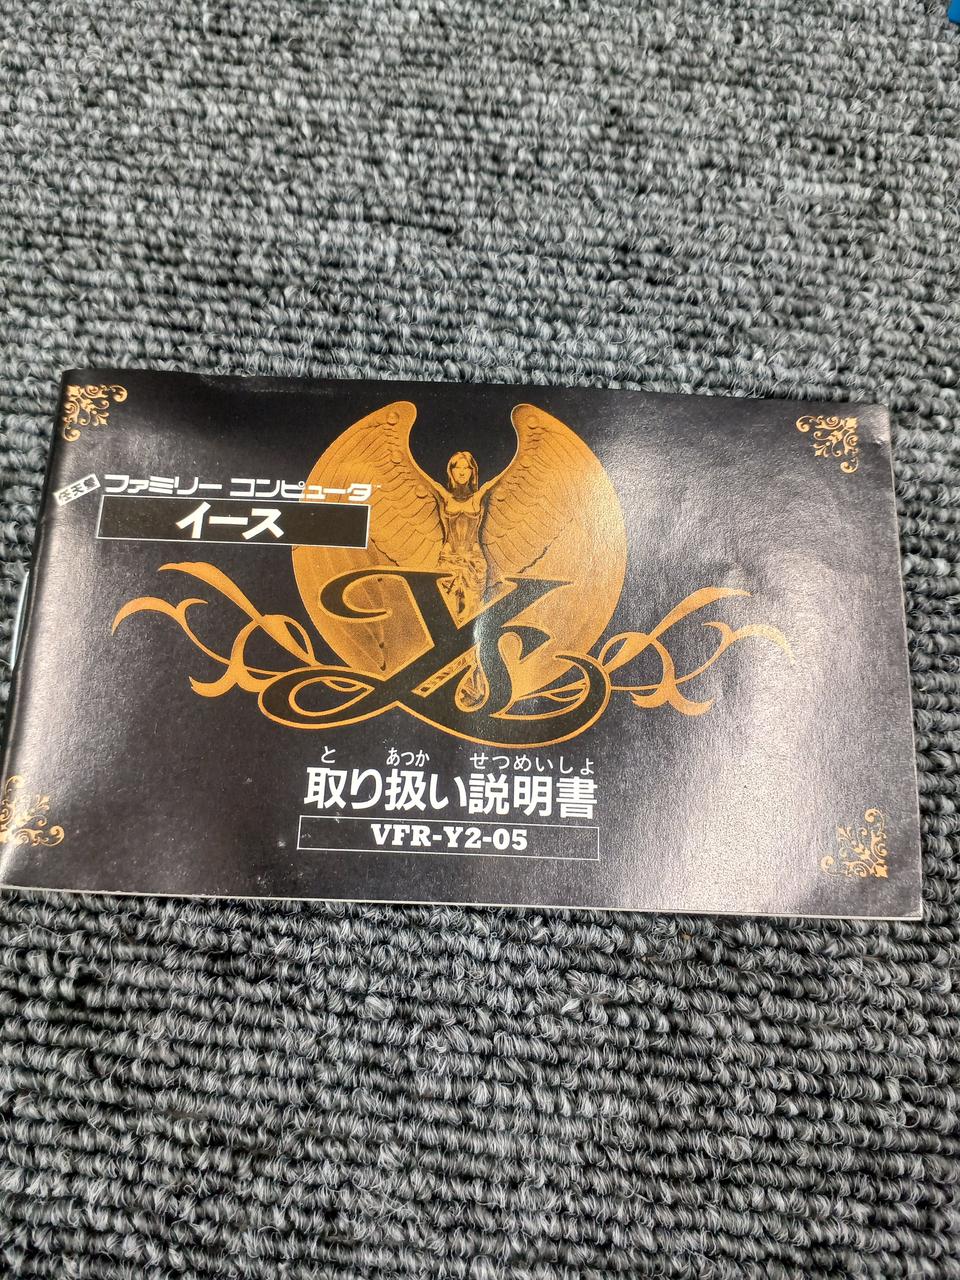 任天堂 ファミリー コンピュータ™
イース
Ys
と あつか せつめいしょ
取り扱い説明書
VFR-Y2-05